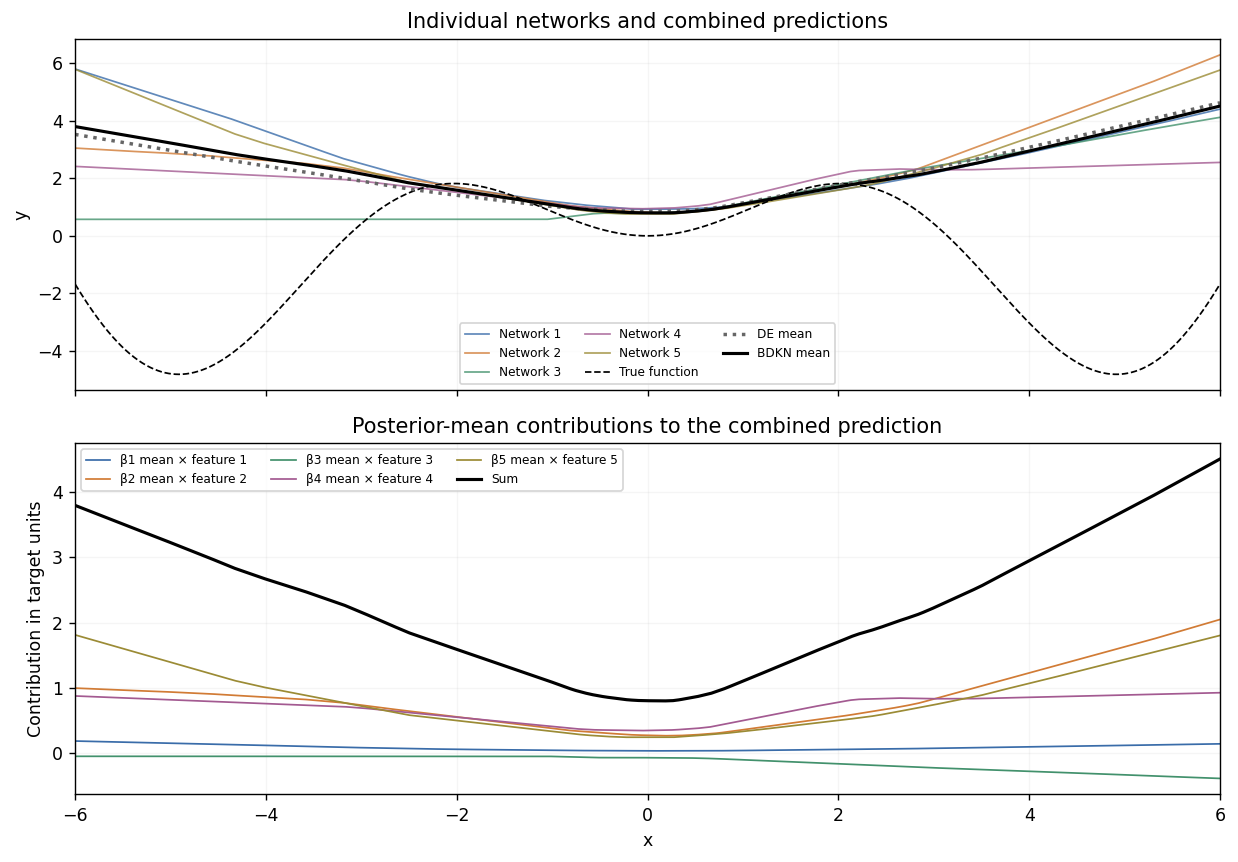 Individual networks and combined predictions
y
6
4
2
0
−2
−4
Network 1
Network 2
Network 3
Network 4
Network 5
True function
DE mean
BDKN mean
Posterior-mean contributions to the combined prediction
Contribution in target units
4
3
2
1
0
β1 mean × feature 1
β2 mean × feature 2
β3 mean × feature 3
β4 mean × feature 4
β5 mean × feature 5
Sum
−6 −4 −2 0 2 4 6
x